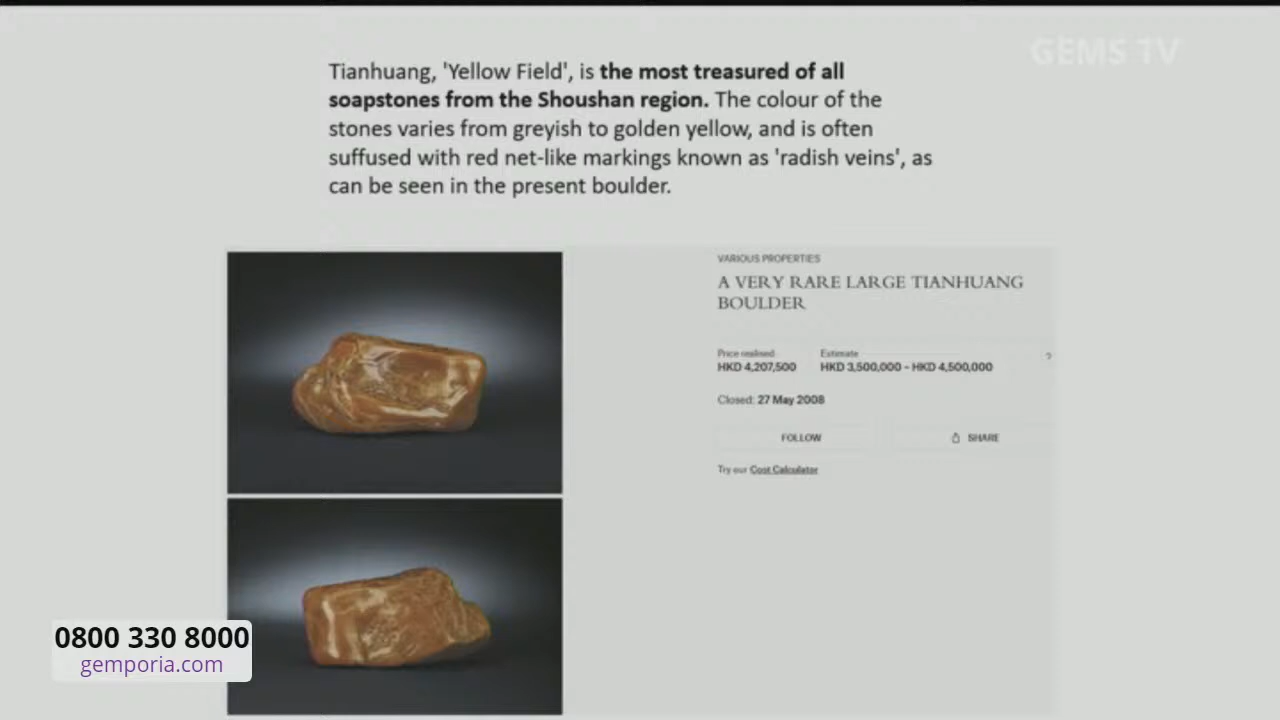 GEMS TV
Tianhuang, 'Yellow Field', is the most treasured of all
soapstones from the Shoushan region. The colour of the
stones varies from greyish to golden yellow, and is often
suffused with red net-like markings known as 'radish veins', as
can be seen in the present boulder.
VARIOUS PROPERTIES
A VERY RARE LARGE TIANHUANG
BOULDER
Price realised Estimate ?
HKD 4,207,500 HKD 3,500,000 - HKD 4,500,000
Closed: 27 May 2008
FOLLOW SHARE
Try our Cost Calculator
0800 330 8000
gemporia.com